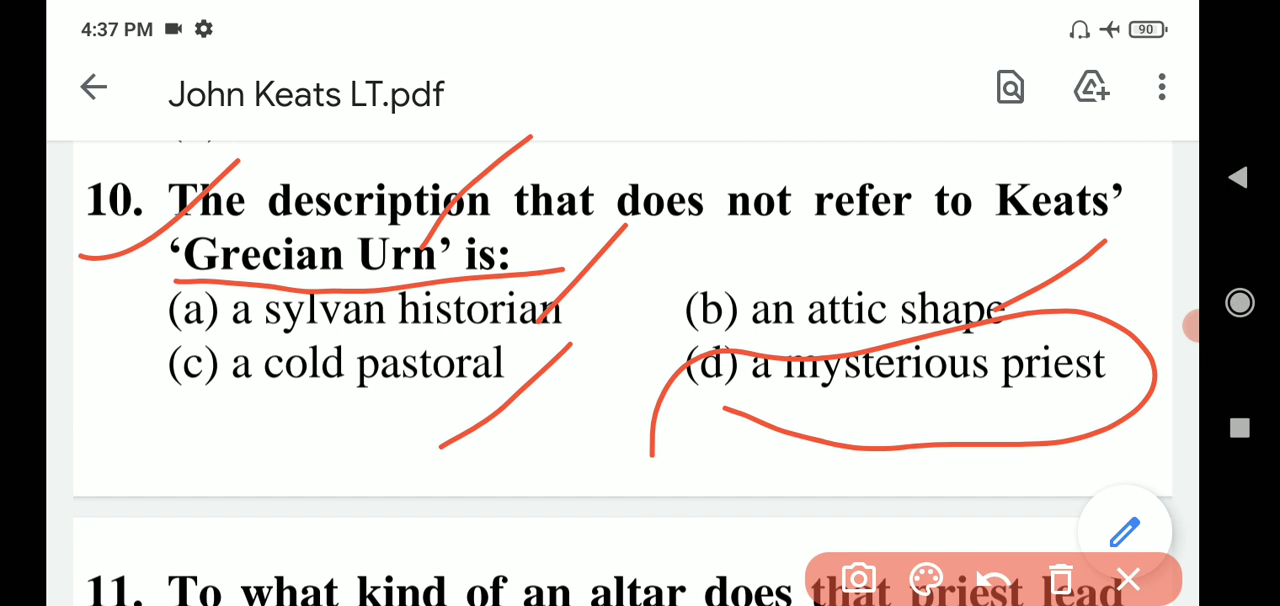 4:37 PM
90
John Keats LT.pdf
10. The description that does not refer to Keats’
‘Grecian Urn’ is:
(a) a sylvan historian (b) an attic shape
(c) a cold pastoral (d) a mysterious priest
11. To what kind of an altar does that priest lead